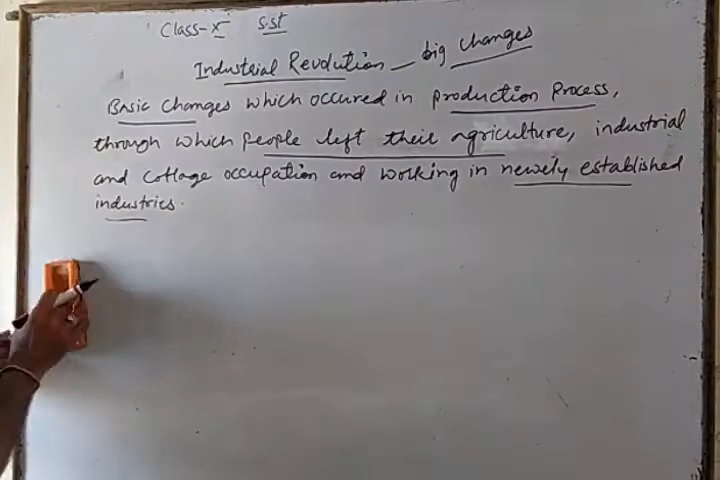 Class-X S.St
Industrial Revolution - big changes
Basic Changes which occured in production Process,
through which people left their agriculture, industrial
and Cottage occupation and working in newely established
industries.